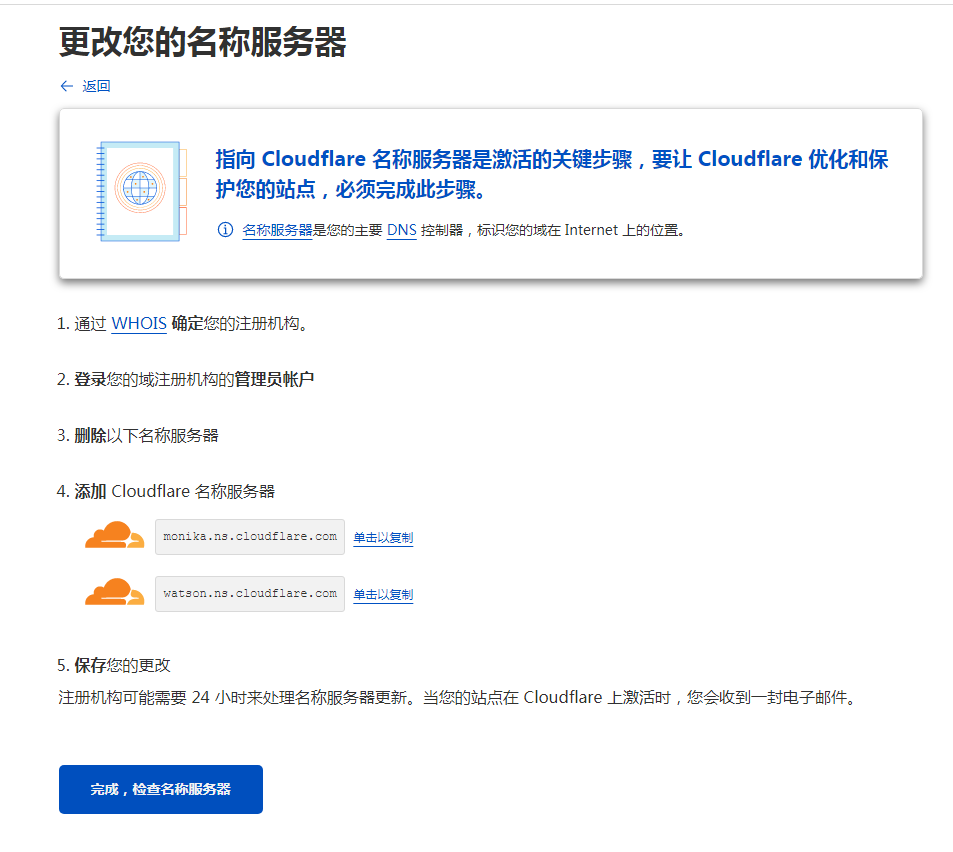 更改您的名称服务器
← 返回
指向 Cloudflare 名称服务器是激活的关键步骤，要让 Cloudflare 优化和保
护您的站点，必须完成此步骤。
名称服务器是您的主要 DNS 控制器，标识您的域在 Internet 上的位置。
1. 通过 WHOIS 确定您的注册机构。
2. 登录您的域注册机构的管理员帐户
3. 删除以下名称服务器
4. 添加 Cloudflare 名称服务器
monika.ns.cloudflare.com 单击以复制
watson.ns.cloudflare.com 单击以复制
5. 保存您的更改
注册机构可能需要 24 小时来处理名称服务器更新。当您的站点在 Cloudflare 上激活时，您会收到一封电子邮件。
完成，检查名称服务器